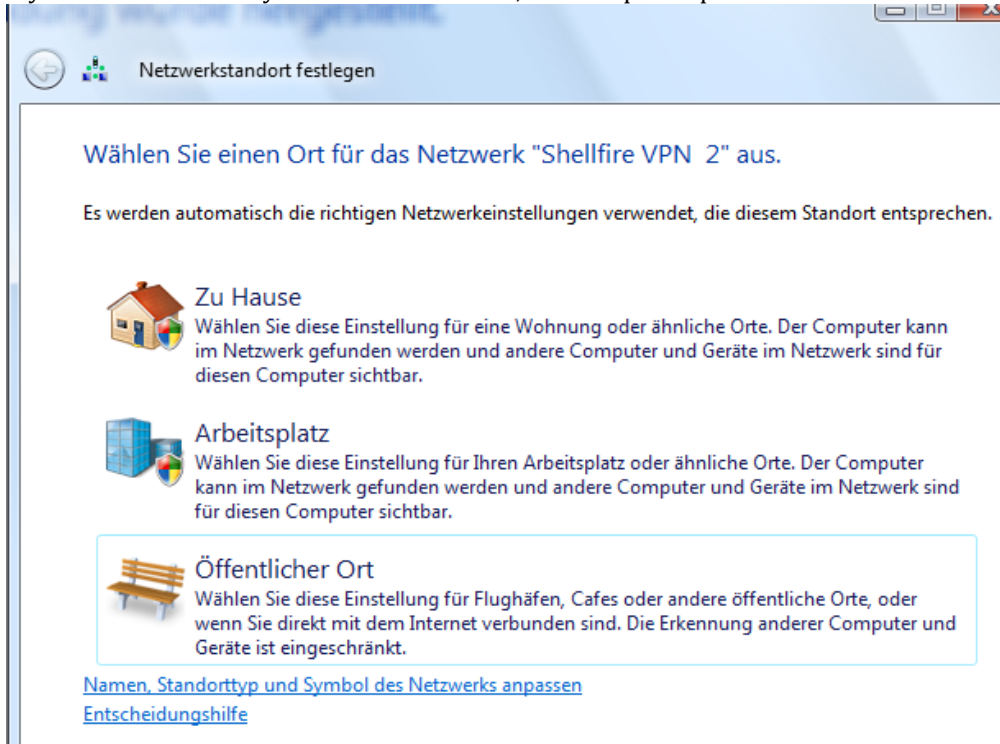 dung wurde hergestellt.
Netzwerkstandort festlegen
Wählen Sie einen Ort für das Netzwerk "Shellfire VPN  2" aus.
Es werden automatisch die richtigen Netzwerkeinstellungen verwendet, die diesem Standort entsprechen.
Zu Hause
Wählen Sie diese Einstellung für eine Wohnung oder ähnliche Orte. Der Computer kann
im Netzwerk gefunden werden und andere Computer und Geräte im Netzwerk sind für
diesen Computer sichtbar.
Arbeitsplatz
Wählen Sie diese Einstellung für Ihren Arbeitsplatz oder ähnliche Orte. Der Computer
kann im Netzwerk gefunden werden und andere Computer und Geräte im Netzwerk sind
für diesen Computer sichtbar.
Öffentlicher Ort
Wählen Sie diese Einstellung für Flughäfen, Cafes oder andere öffentliche Orte, oder
wenn Sie direkt mit dem Internet verbunden sind. Die Erkennung anderer Computer und
Geräte ist eingeschränkt.
Namen, Standorttyp und Symbol des Netzwerks anpassen
Entscheidungshilfe